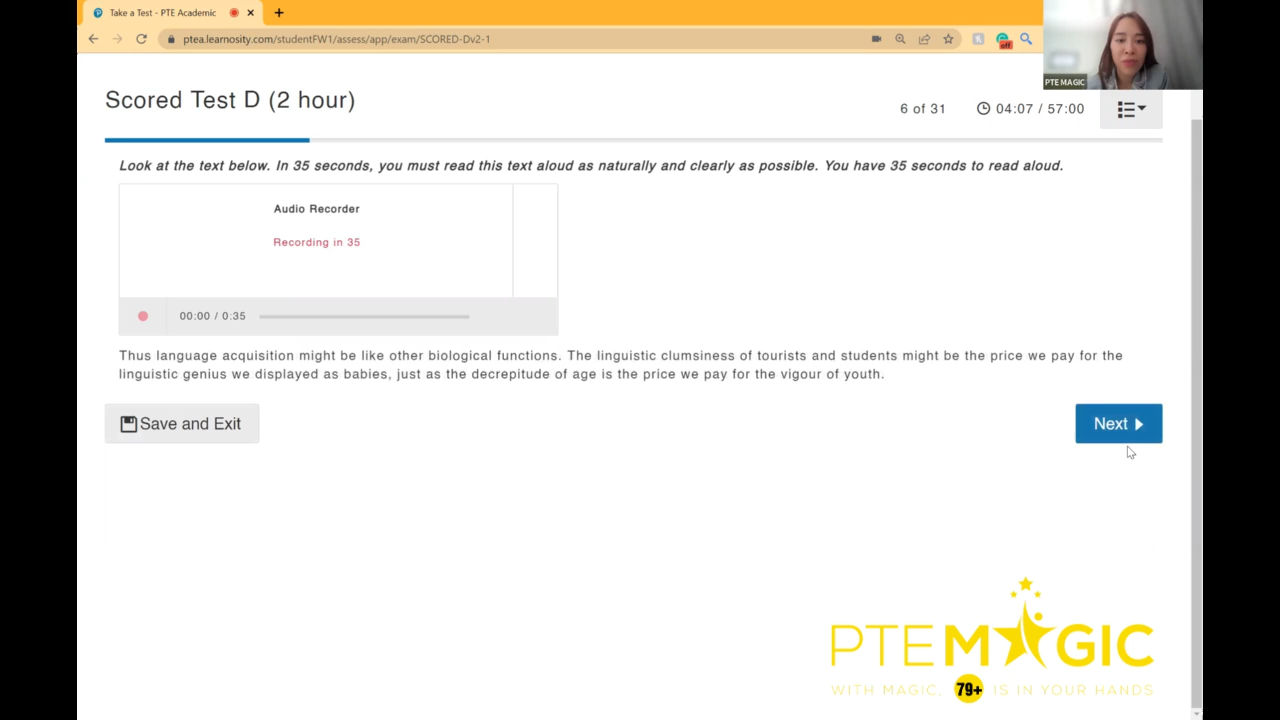 Take a Test - PTE Academic
ptea.learnosity.com/studentFW1/assess/app/exam/SCORED-Dv2-1
off
PTE MAGIC
Scored Test D (2 hour)
6 of 31
04:07 / 57:00
Look at the text below. In 35 seconds, you must read this text aloud as naturally and clearly as possible. You have 35 seconds to read aloud.
Audio Recorder
Recording in 35
00:00 / 0:35
Thus language acquisition might be like other biological functions. The linguistic clumsiness of tourists and students might be the price we pay for the
linguistic genius we displayed as babies, just as the decrepitude of age is the price we pay for the vigour of youth.
Save and Exit
Next
PTEMAGIC
WITH MAGIC, 79+ IS IN YOUR HANDS